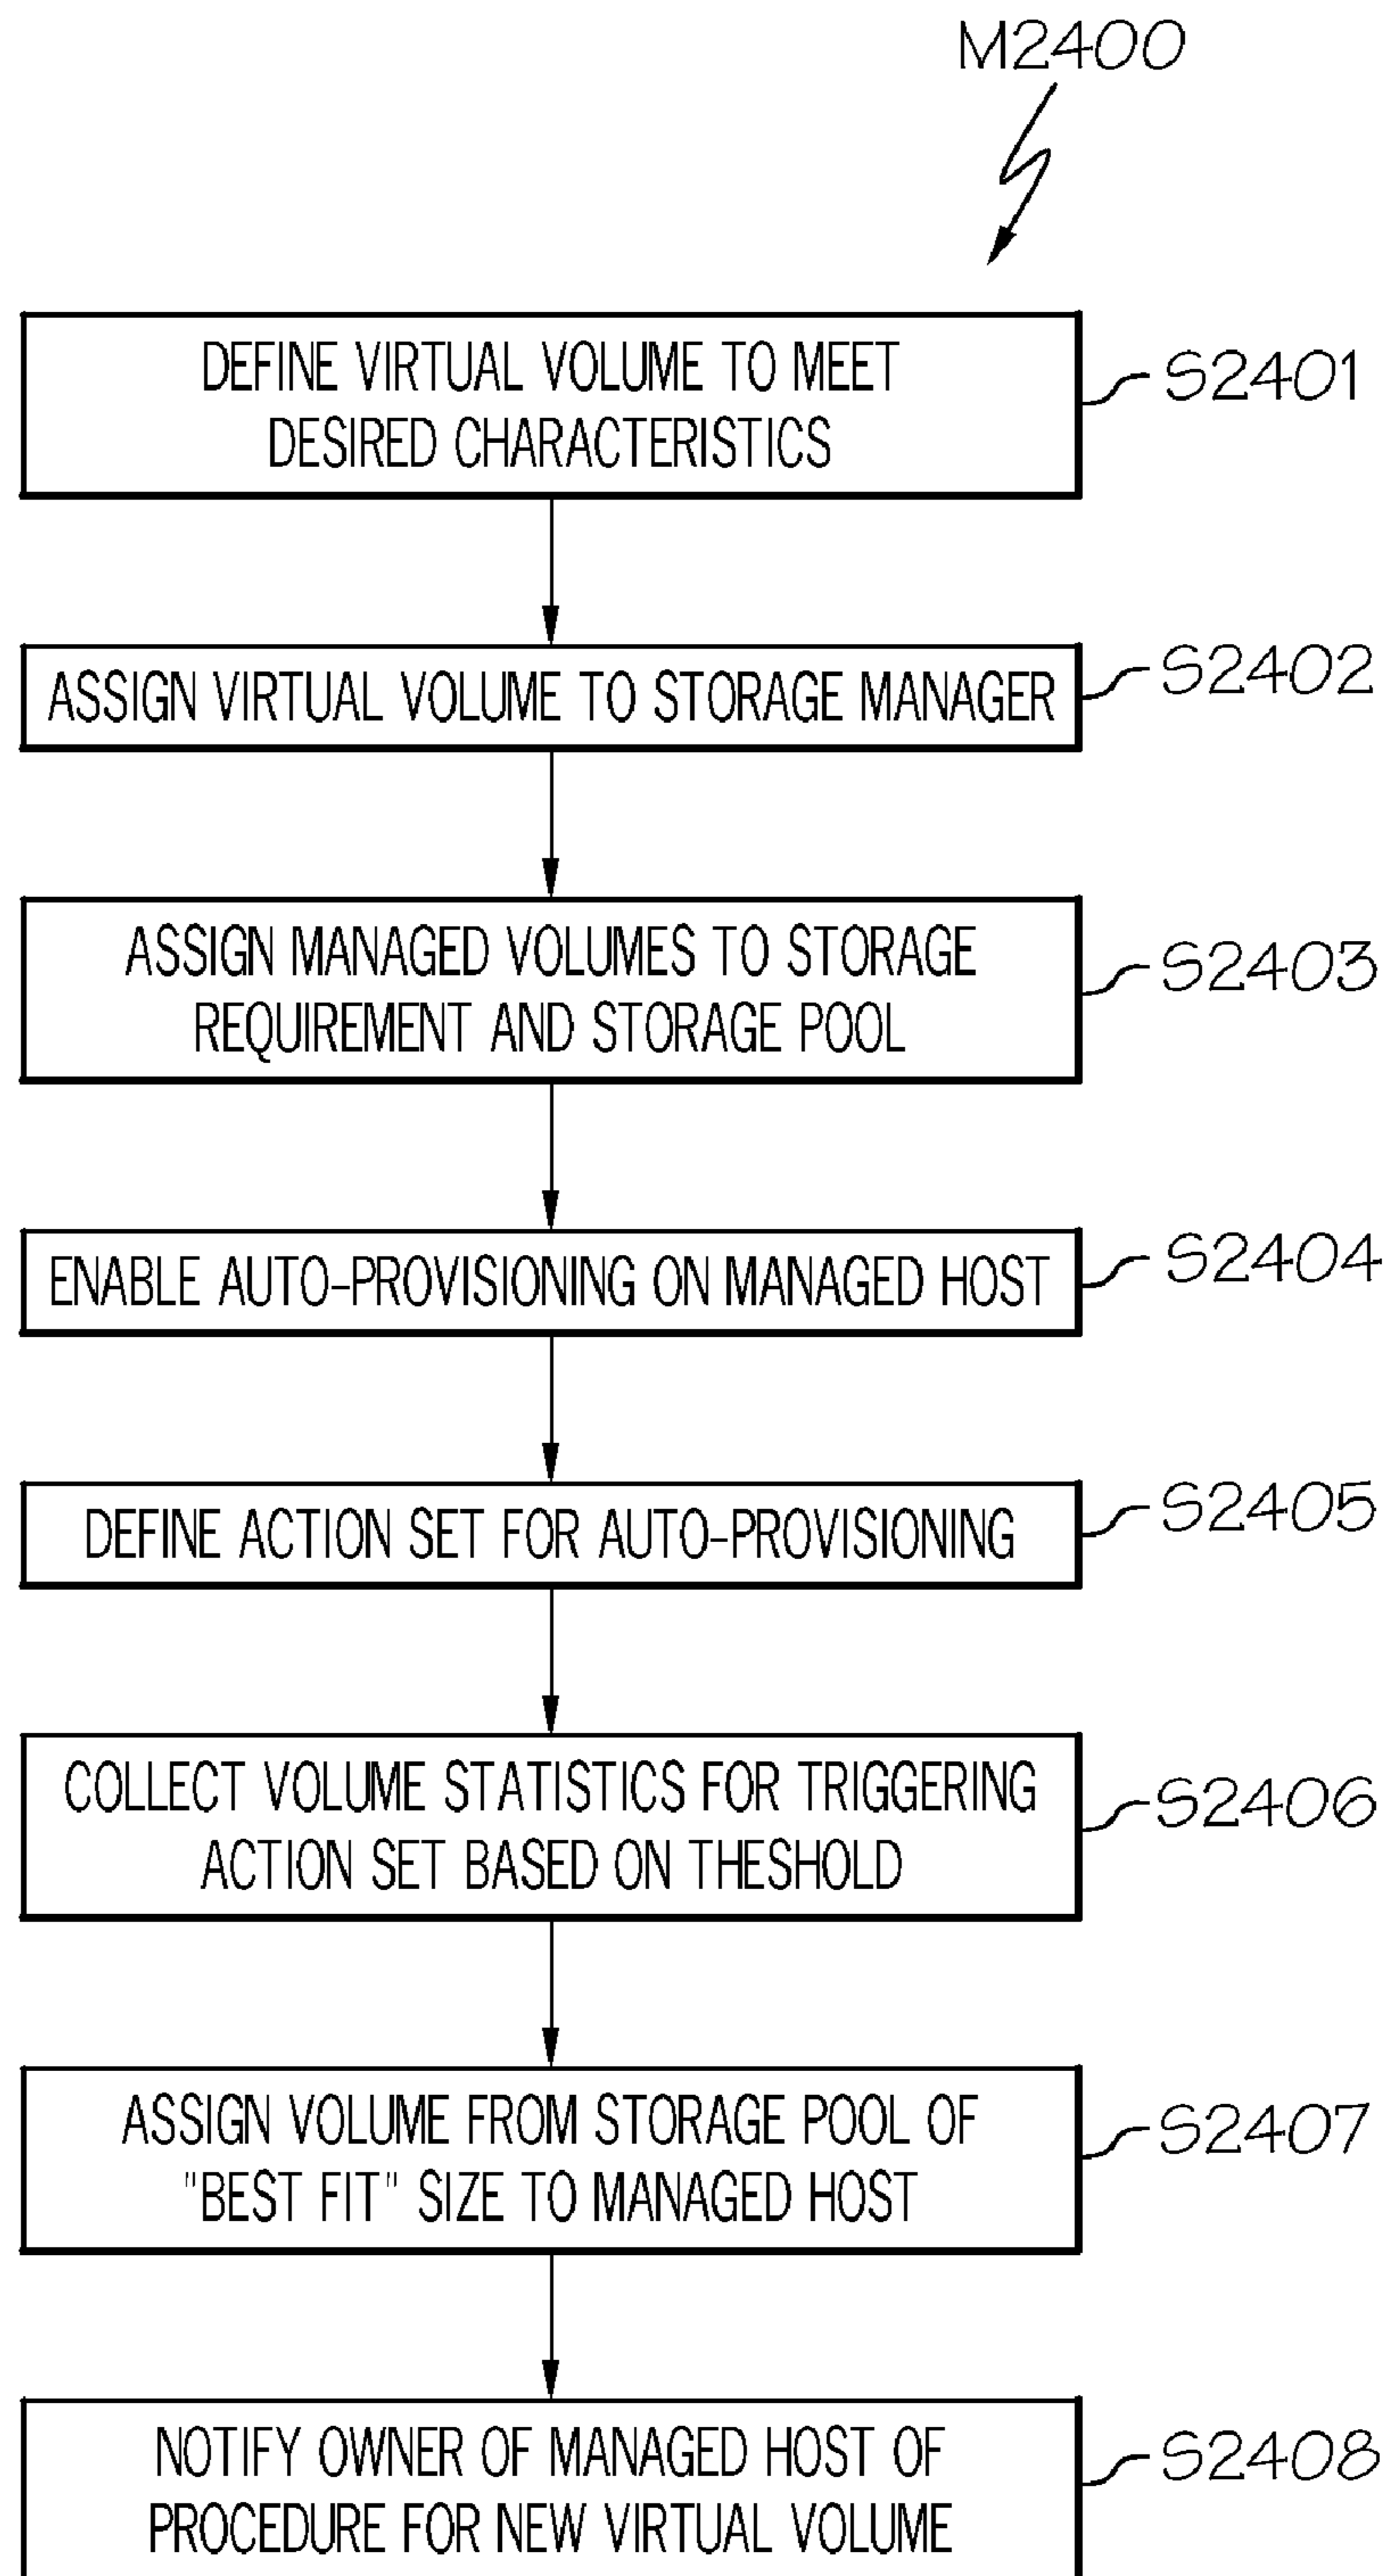 M2400
DEFINE VIRTUAL VOLUME TO MEET
DESIRED CHARACTERISTICS
S2401
ASSIGN VIRTUAL VOLUME TO STORAGE MANAGER
S2402
ASSIGN MANAGED VOLUMES TO STORAGE
REQUIREMENT AND STORAGE POOL
S2403
ENABLE AUTO-PROVISIONING ON MANAGED HOST
S2404
DEFINE ACTION SET FOR AUTO-PROVISIONING
S2405
COLLECT VOLUME STATISTICS FOR TRIGGERING
ACTION SET BASED ON THESHOLD
S2406
ASSIGN VOLUME FROM STORAGE POOL OF
"BEST FIT" SIZE TO MANAGED HOST
S2407
NOTIFY OWNER OF MANAGED HOST OF
PROCEDURE FOR NEW VIRTUAL VOLUME
S2408